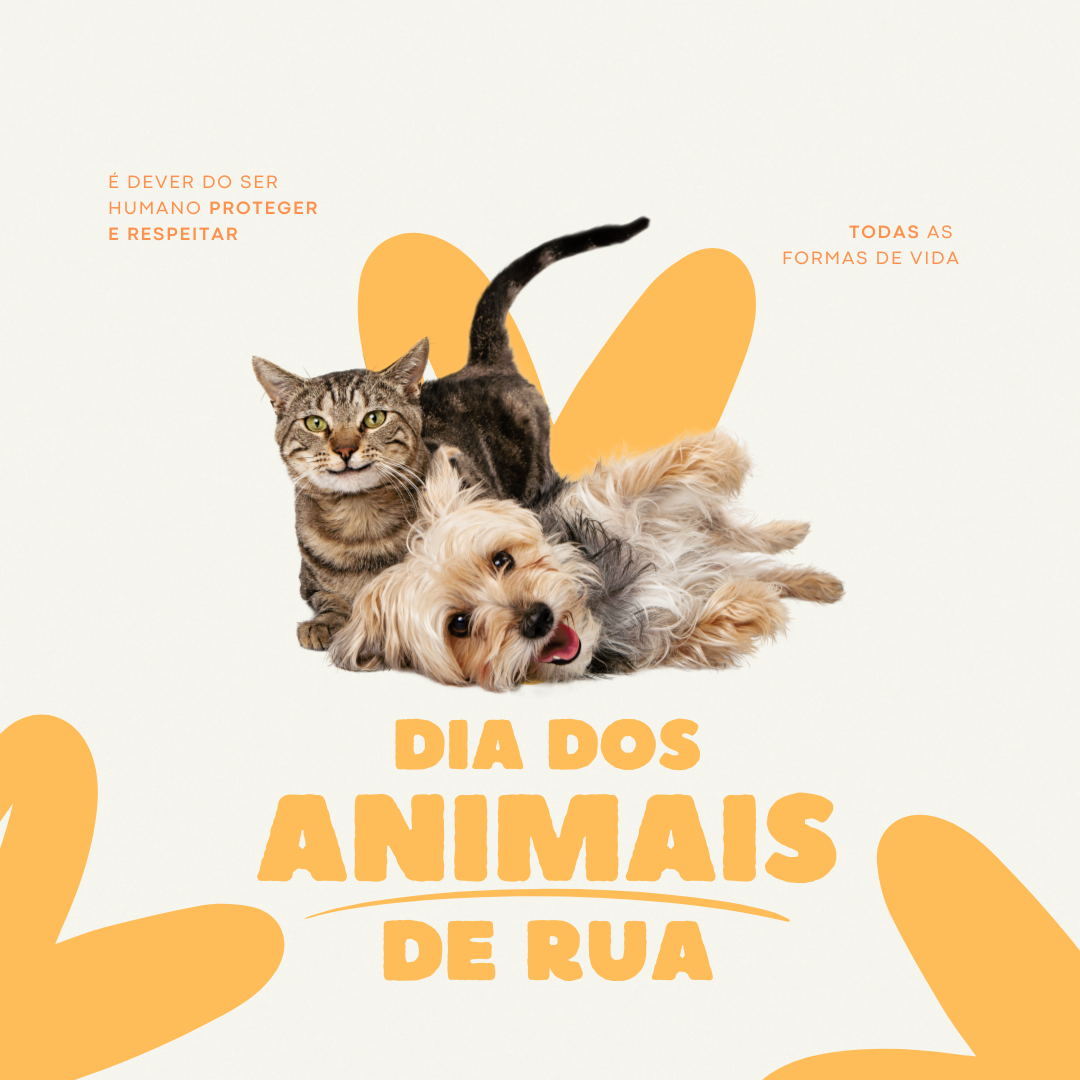 É DEVER DO SER
HUMANO PROTEGER
E RESPEITAR
TODAS AS
FORMAS DE VIDA
DIA DOS
ANIMAIS
DE RUA